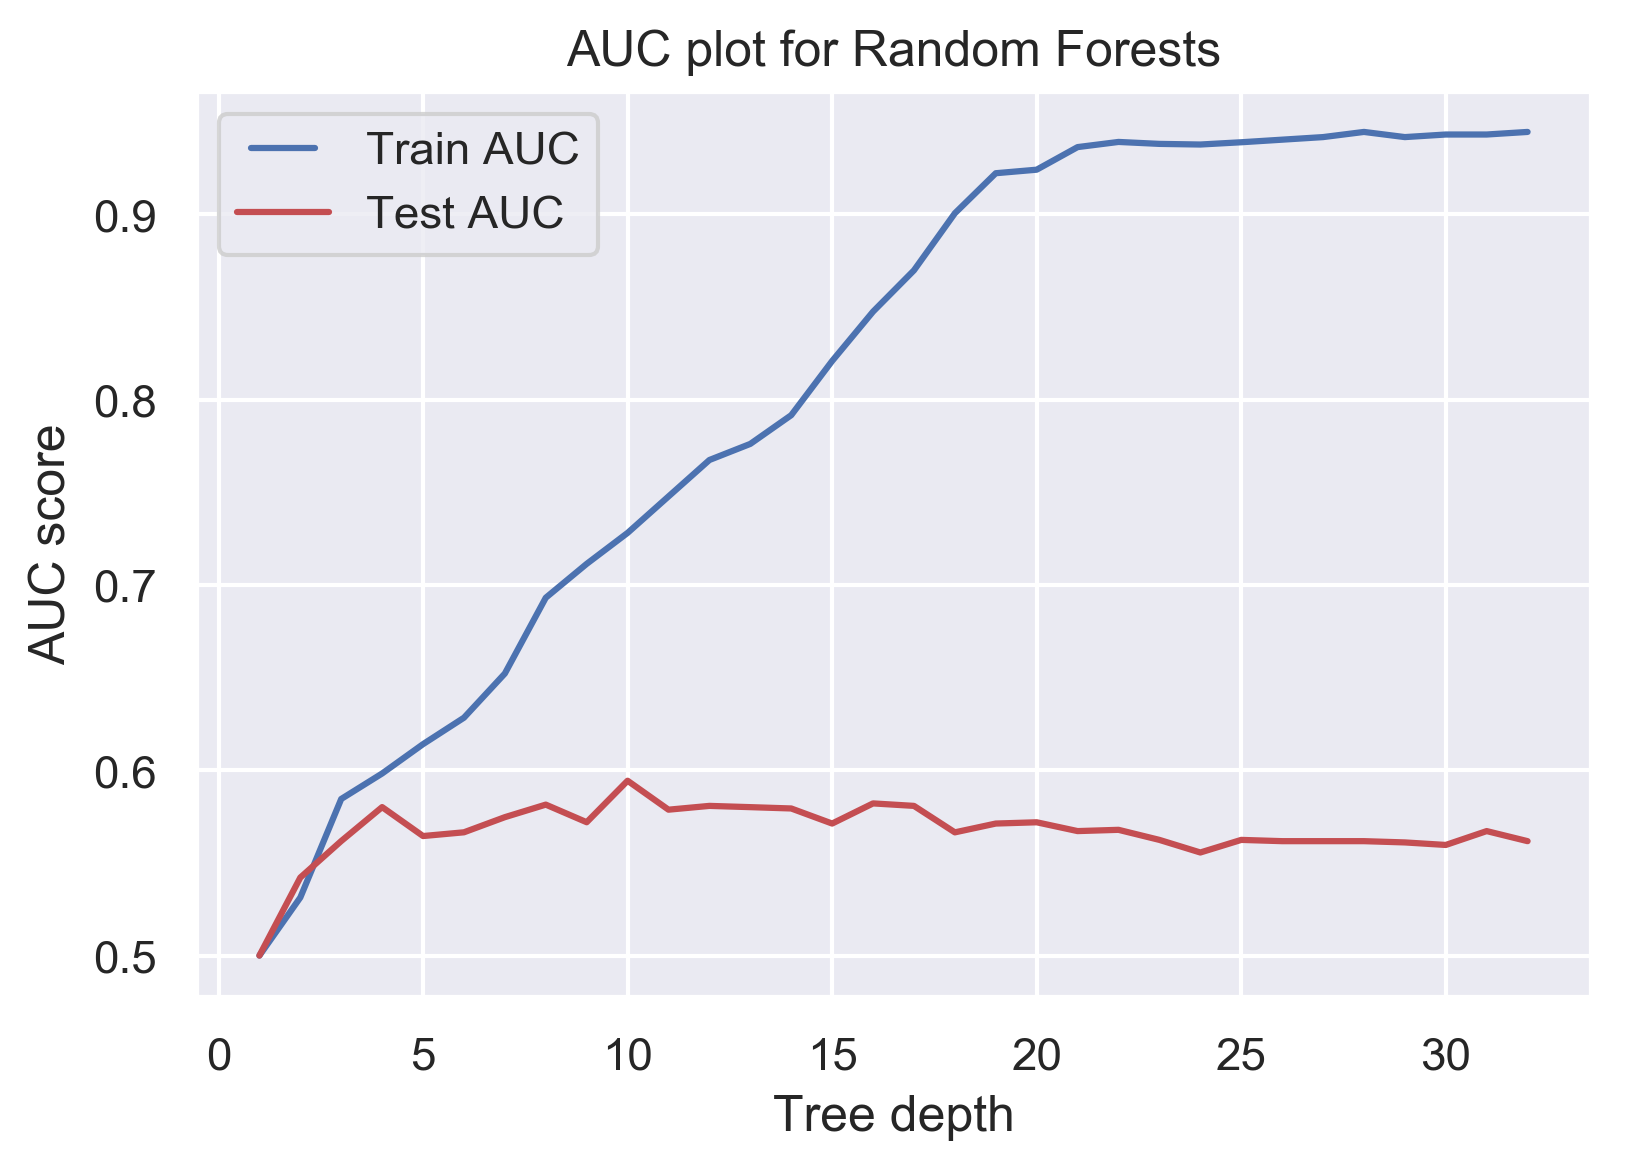 AUC plot for Random Forests
Train AUC
Test AUC
0.9
0.8
0.7
0.6
0.5
AUC score
0 5 10 15 20 25 30
Tree depth